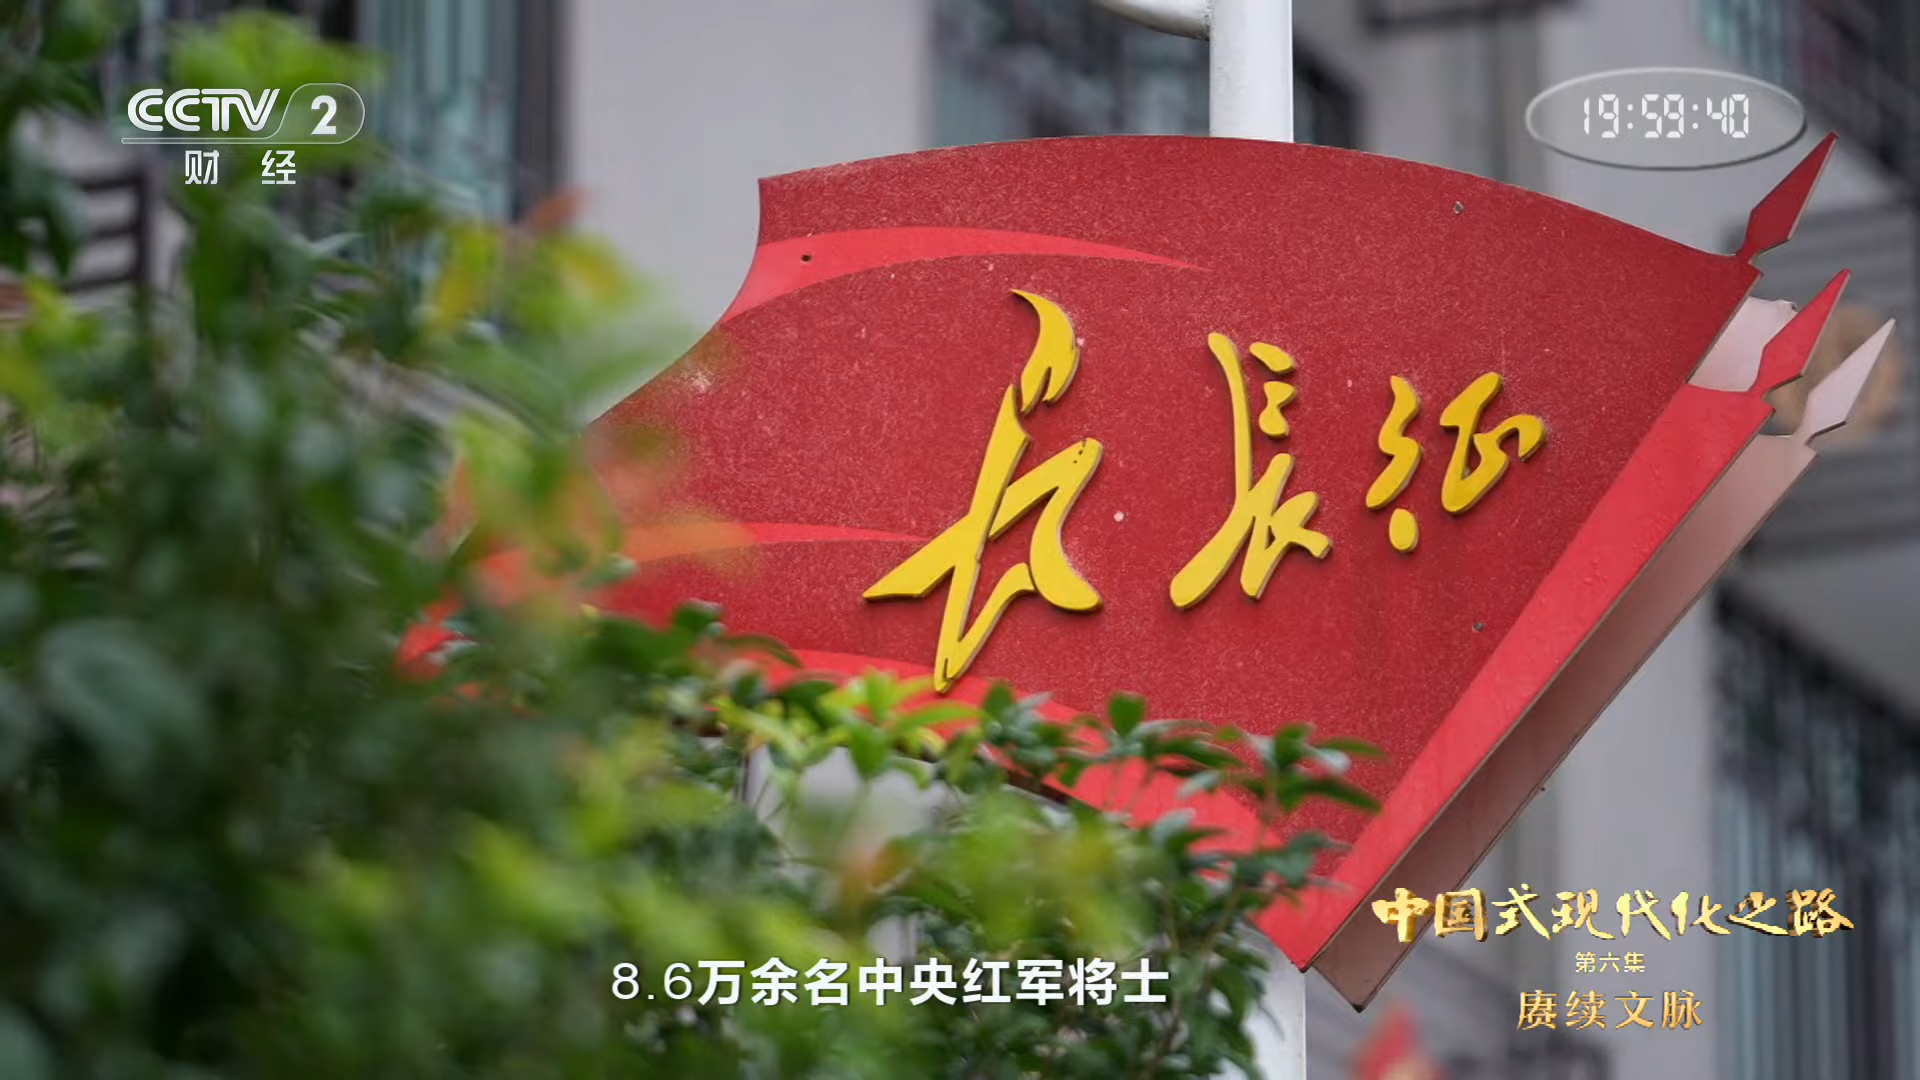 CCTV 2
财 经
19:59:40
長征
8.6万余名中央红军将士
中国式现代化之路
第六集
赓续文脉